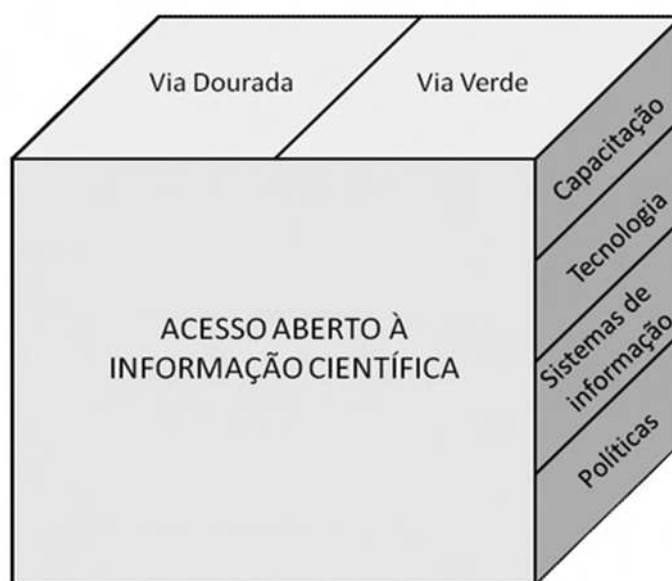 Via Dourada
Via Verde
ACESSO ABERTO À
INFORMAÇÃO CIENTÍFICA
Capacitação
Tecnologia
Sistemas de
informação
Políticas